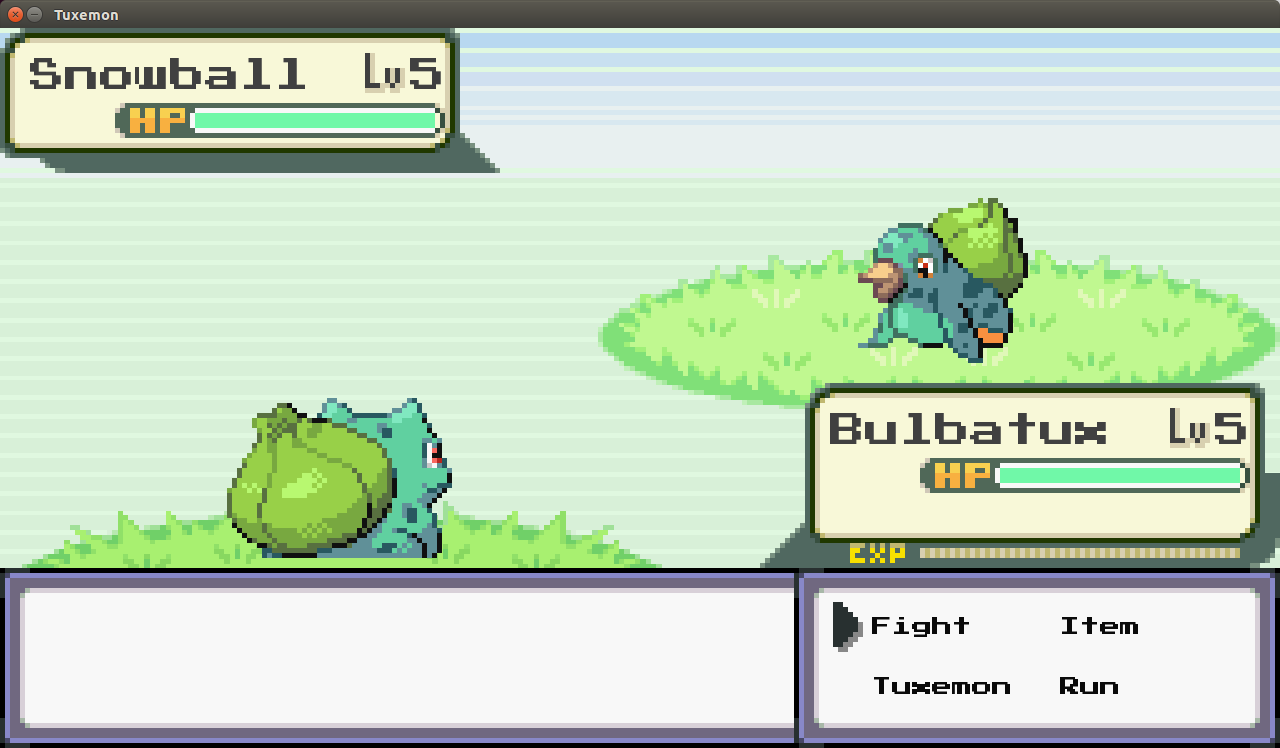 Tuxemon
Snowball Lv5
HP
Bulbatux Lv5
HP
EXP
Fight Item
Tuxemon Run